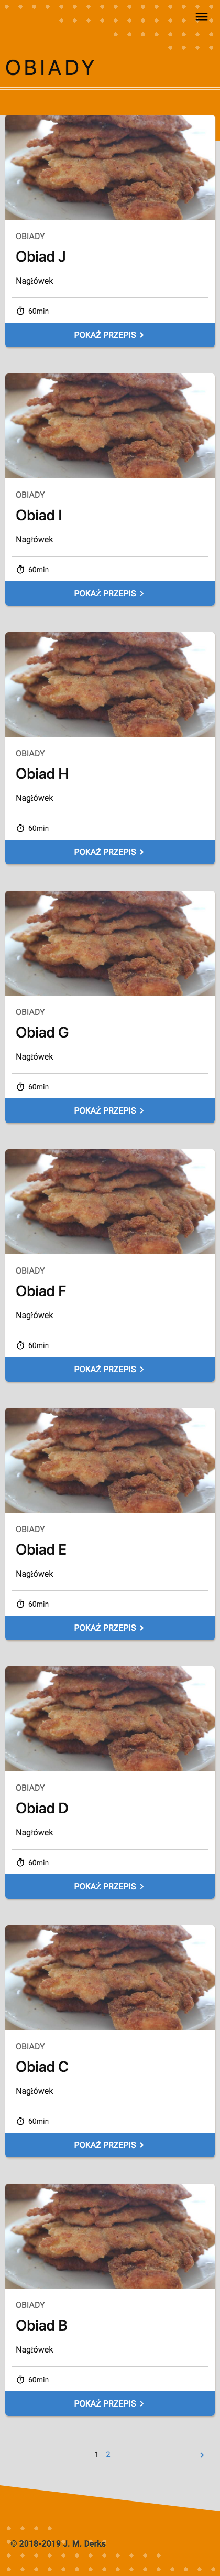 OBIADY
OBIADY
Obiad J
Nagłówek
60min
POKAŻ PRZEPIS
OBIADY
Obiad I
Nagłówek
60min
POKAŻ PRZEPIS
OBIADY
Obiad H
Nagłówek
60min
POKAŻ PRZEPIS
OBIADY
Obiad G
Nagłówek
60min
POKAŻ PRZEPIS
OBIADY
Obiad F
Nagłówek
60min
POKAŻ PRZEPIS
OBIADY
Obiad E
Nagłówek
60min
POKAŻ PRZEPIS
OBIADY
Obiad D
Nagłówek
60min
POKAŻ PRZEPIS
OBIADY
Obiad C
Nagłówek
60min
POKAŻ PRZEPIS
OBIADY
Obiad B
Nagłówek
60min
POKAŻ PRZEPIS
1 2
© 2018-2019 J. M. Derks